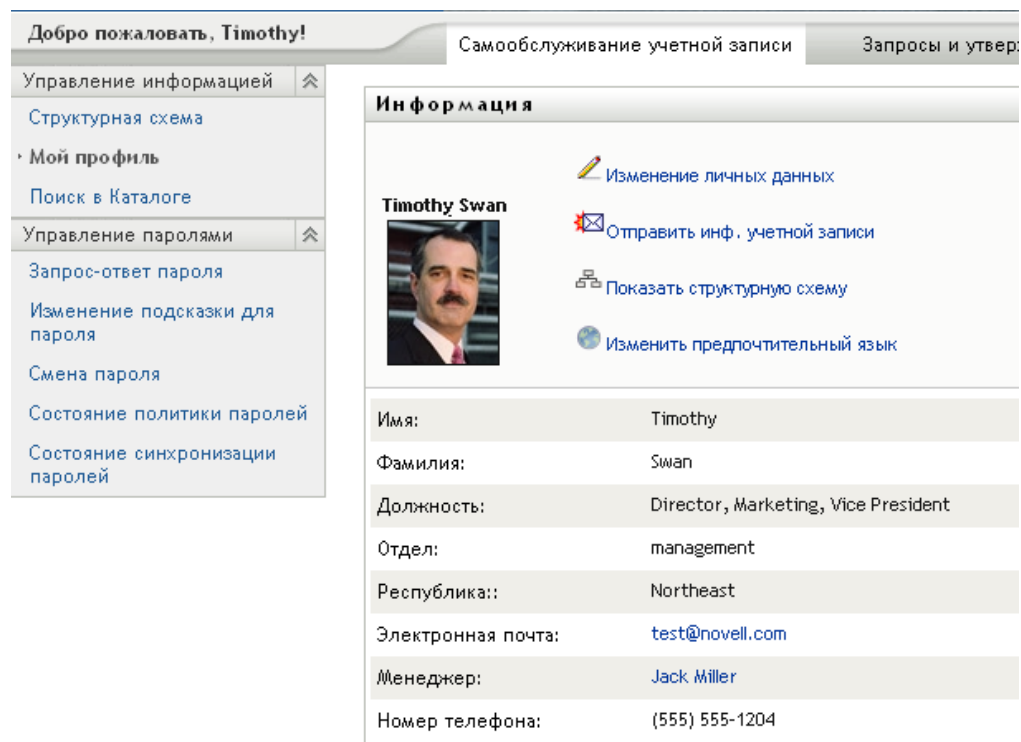 Добро пожаловать, Timothy!
Самообслуживание учетной записи
Запросы и утвер
Управление информацией
Структурная схема
Мой профиль
Поиск в Каталоге
Управление паролями
Запрос-ответ пароля
Изменение подсказки для
пароля
Смена пароля
Состояние политики паролей
Состояние синхронизации
паролей
Информация
Timothy Swan
Изменение личных данных
Отправить инф. учетной записи
Показать структурную схему
Изменить предпочтительный язык
Имя: Timothy
Фамилия: Swan
Должность: Director, Marketing, Vice President
Отдел: management
Республика:: Northeast
Электронная почта: test@novell.com
Менеджер: Jack Miller
Номер телефона: (555) 555-1204